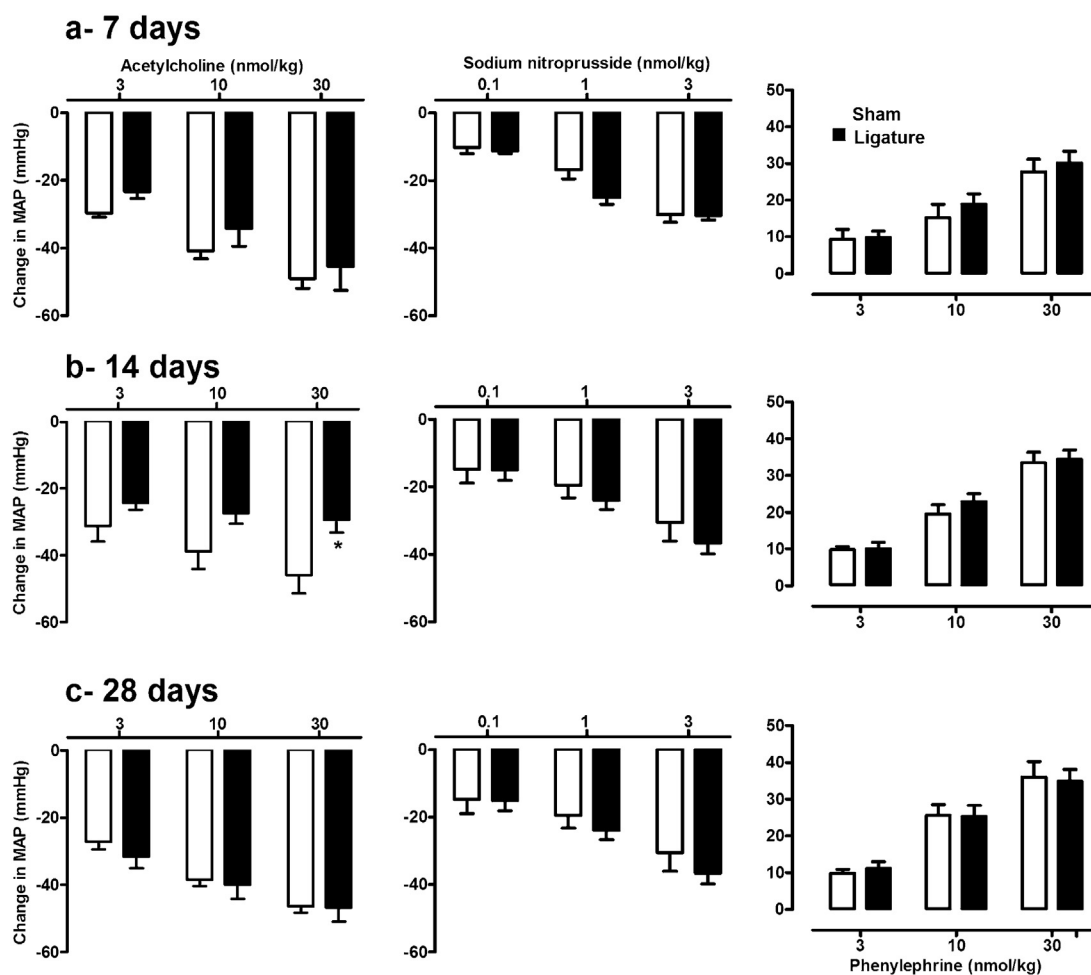 a- 7 days
Acetylcholine (nmol/kg)
3 10 30
Sodium nitroprusside (nmol/kg)
0.1 1 3
Change in MAP (mmHg)
0
-20
-40
-60
0
-20
-40
-60
Sham
Ligature
50
40
30
20
10
0
3 10 30
b- 14 days
3 10 30
0.1 1 3
Change in MAP (mmHg)
0
-20
-40
-60
*
0
-20
-40
-60
50
40
30
20
10
0
3 10 30
c- 28 days
3 10 30
0.1 1 3
Change in MAP (mmHg)
0
-20
-40
-60
0
-20
-40
-60
50
40
30
20
10
0
3 10 30
Phenylephrine (nmol/kg)